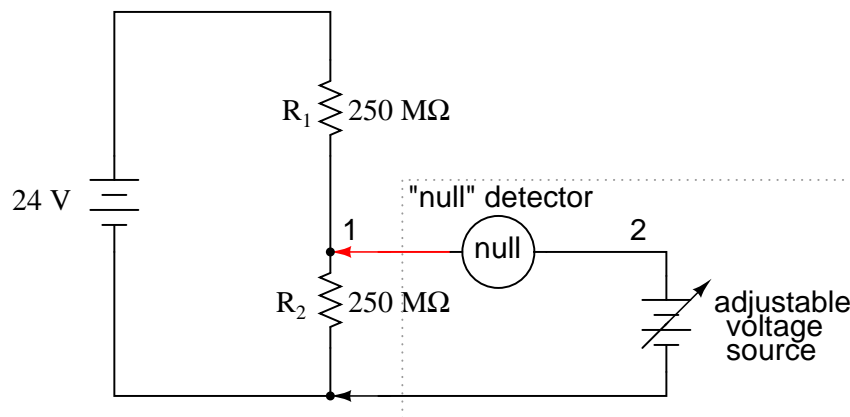 R1 250 MΩ
24 V
"null" detector
1
null
2
R2 250 MΩ
adjustable
voltage
source